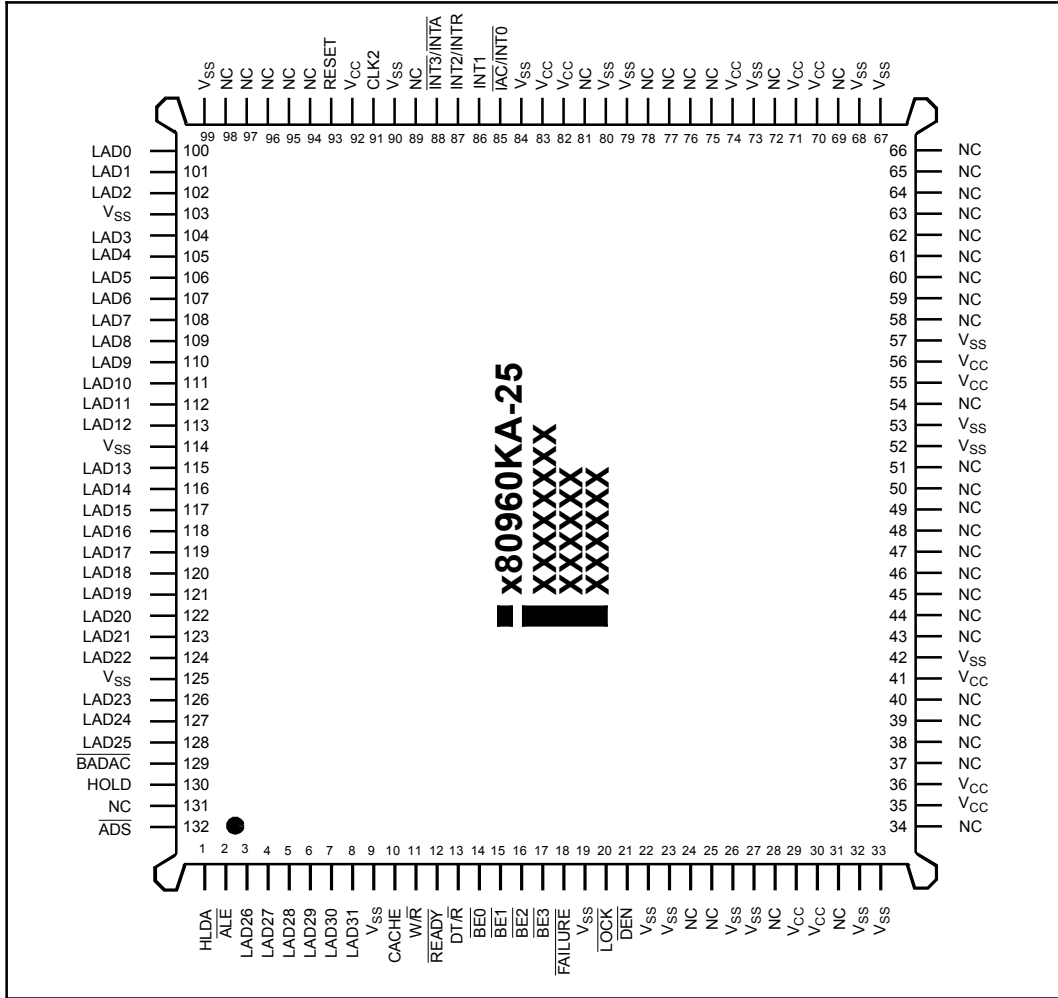 VSS NC NC NC NC NC RESET VCC CLK2 VSS NC INT3/INTA INT2/INTR INT1 IAC/INT0 VSS VCC VCC NC VSS VSS NC NC NC NC VCC VSS NC VCC VCC NC VSS VSS
99 98 97 96 95 94 93 92 91 90 89 88 87 86 85 84 83 82 81 80 79 78 77 76 75 74 73 72 71 70 69 68 67
LAD0 100 66 NC
LAD1 101 65 NC
LAD2 102 64 NC
VSS 103 63 NC
LAD3 104 62 NC
LAD4 105 61 NC
LAD5 106 60 NC
LAD6 107 59 NC
LAD7 108 58 NC
LAD8 109 57 VSS
LAD9 110 56 VCC
LAD10 111 55 VCC
LAD11 112 54 NC
LAD12 113 53 VSS
VSS 114 52 VSS
LAD13 115 51 NC
LAD14 116 50 NC
LAD15 117 49 NC
LAD16 118 48 NC
LAD17 119 47 NC
LAD18 120 46 NC
LAD19 121 45 NC
LAD20 122 44 NC
LAD21 123 43 NC
LAD22 124 42 VSS
VSS 125 41 VCC
LAD23 126 40 NC
LAD24 127 39 NC
LAD25 128 38 NC
BADAC 129 37 NC
HOLD 130 36 VCC
NC 131 35 VCC
ADS 132 34 NC
x80960KA-25
XXXXXXXX
XXXXXX
XXXXXX
1 2 3 4 5 6 7 8 9 10 11 12 13 14 15 16 17 18 19 20 21 22 23 24 25 26 27 28 29 30 31 32 33
HLDA ALE LAD26 LAD27 LAD28 LAD29 LAD30 LAD31 VSS CACHE W/R READY DT/R BE0 BE1 BE2 BE3 FAILURE VSS LOCK DEN VSS VSS NC NC VSS VSS NC VCC VCC NC VSS VSS